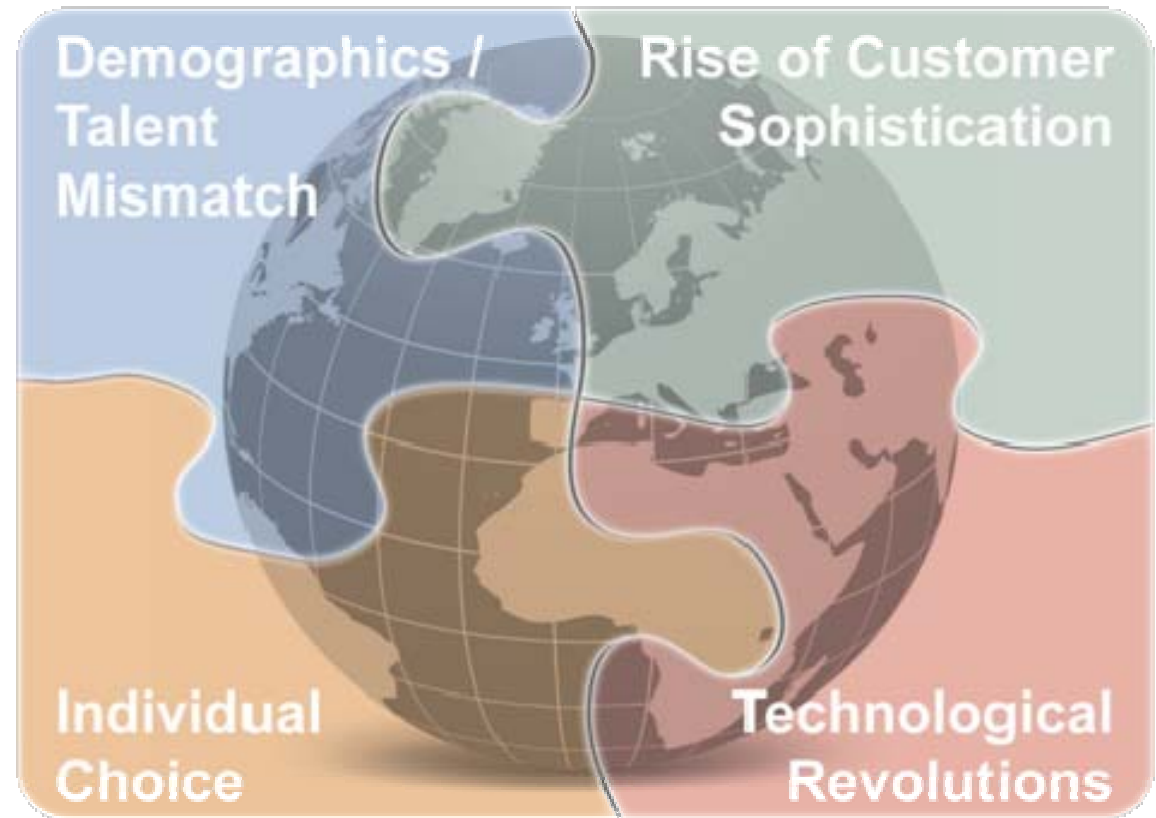 Demographics /
Talent
Mismatch
Rise of Customer
Sophistication
Individual
Choice
Technological
Revolutions